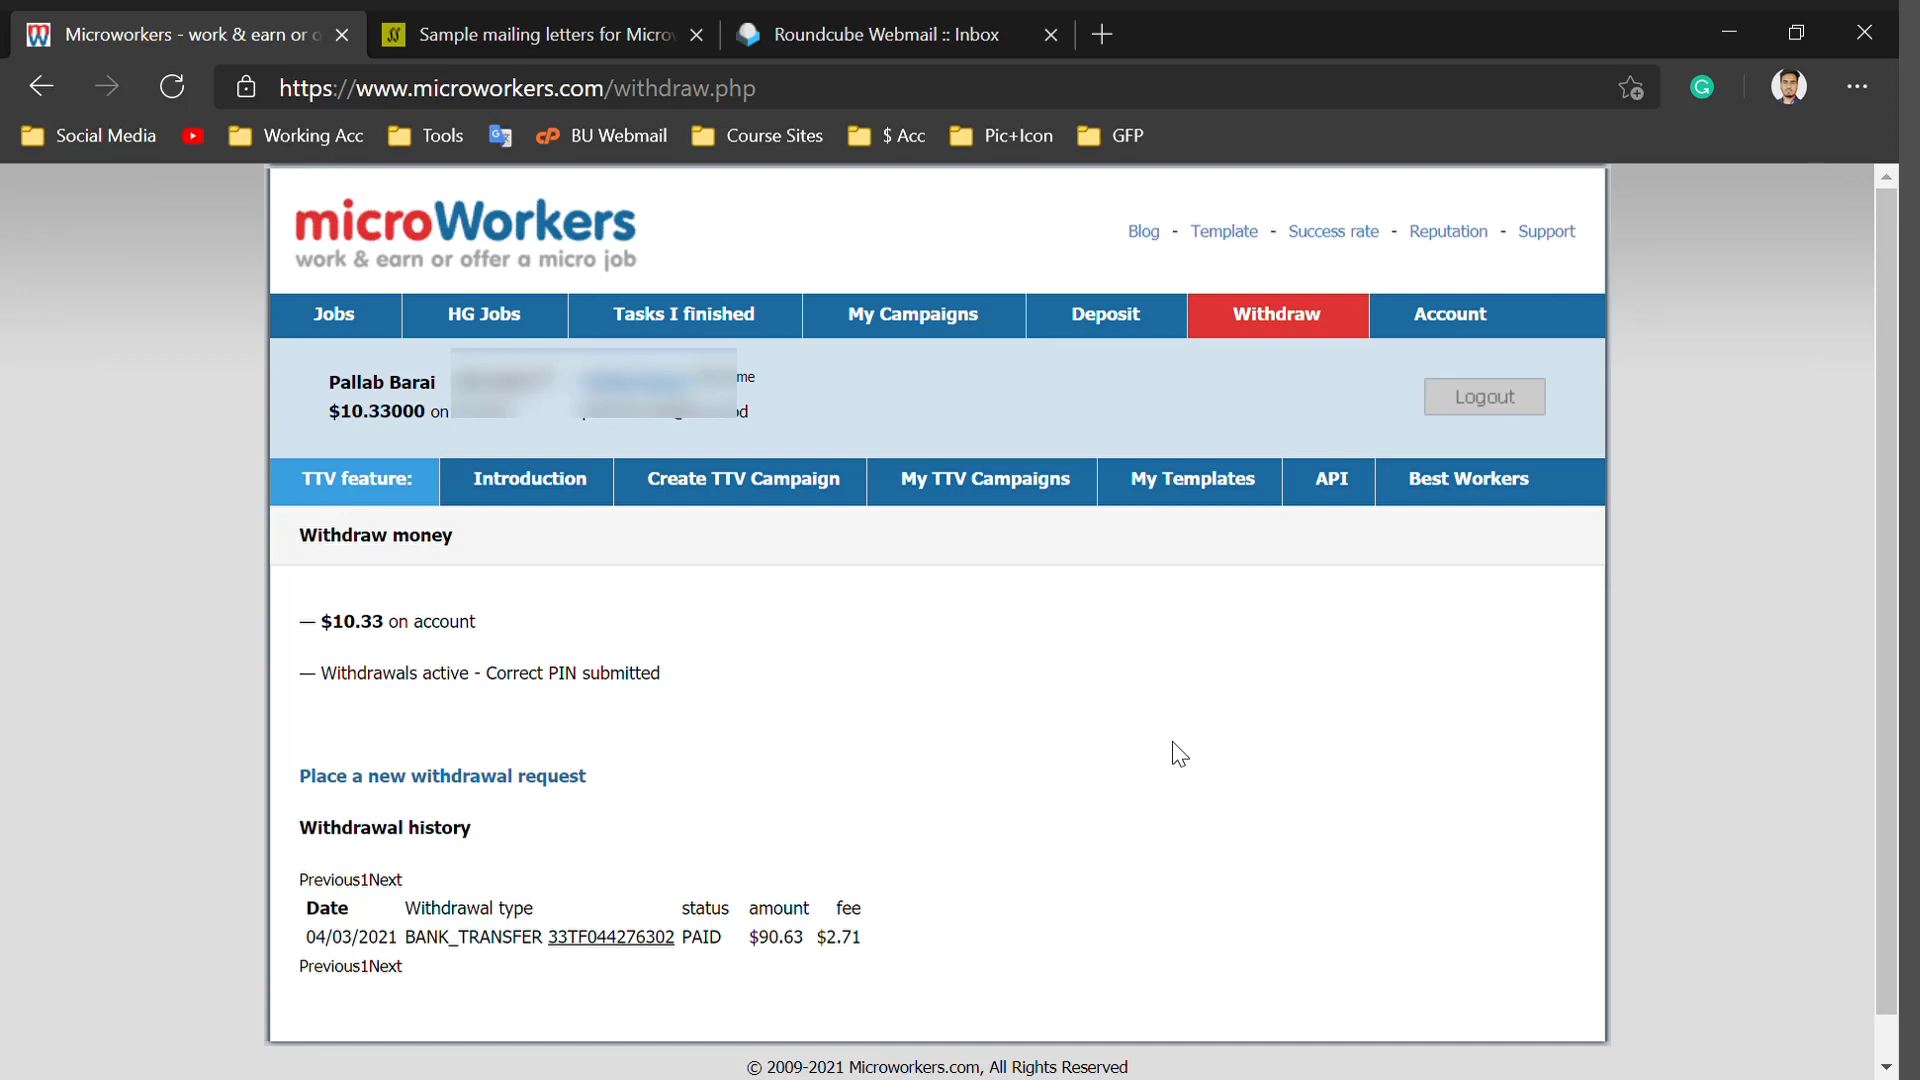 Microworkers - work & earn or o
Sample mailing letters for Micro
Roundcube Webmail :: Inbox
https://www.microworkers.com/withdraw.php
Social Media
Working Acc
Tools
BU Webmail
Course Sites
$ Acc
Pic+Icon
GFP
microWorkers
work & earn or offer a micro job
Blog - Template - Success rate - Reputation - Support
Jobs
HG Jobs
Tasks I finished
My Campaigns
Deposit
Withdraw
Account
Pallab Barai
me
$10.33000 on
Logout
TTV feature:
Introduction
Create TTV Campaign
My TTV Campaigns
My Templates
API
Best Workers
Withdraw money
— $10.33 on account
— Withdrawals active - Correct PIN submitted
Place a new withdrawal request
Withdrawal history
Previous1Next
Date Withdrawal type status amount fee
04/03/2021 BANK_TRANSFER 33TF044276302 PAID $90.63 $2.71
Previous1Next
© 2009-2021 Microworkers.com, All Rights Reserved